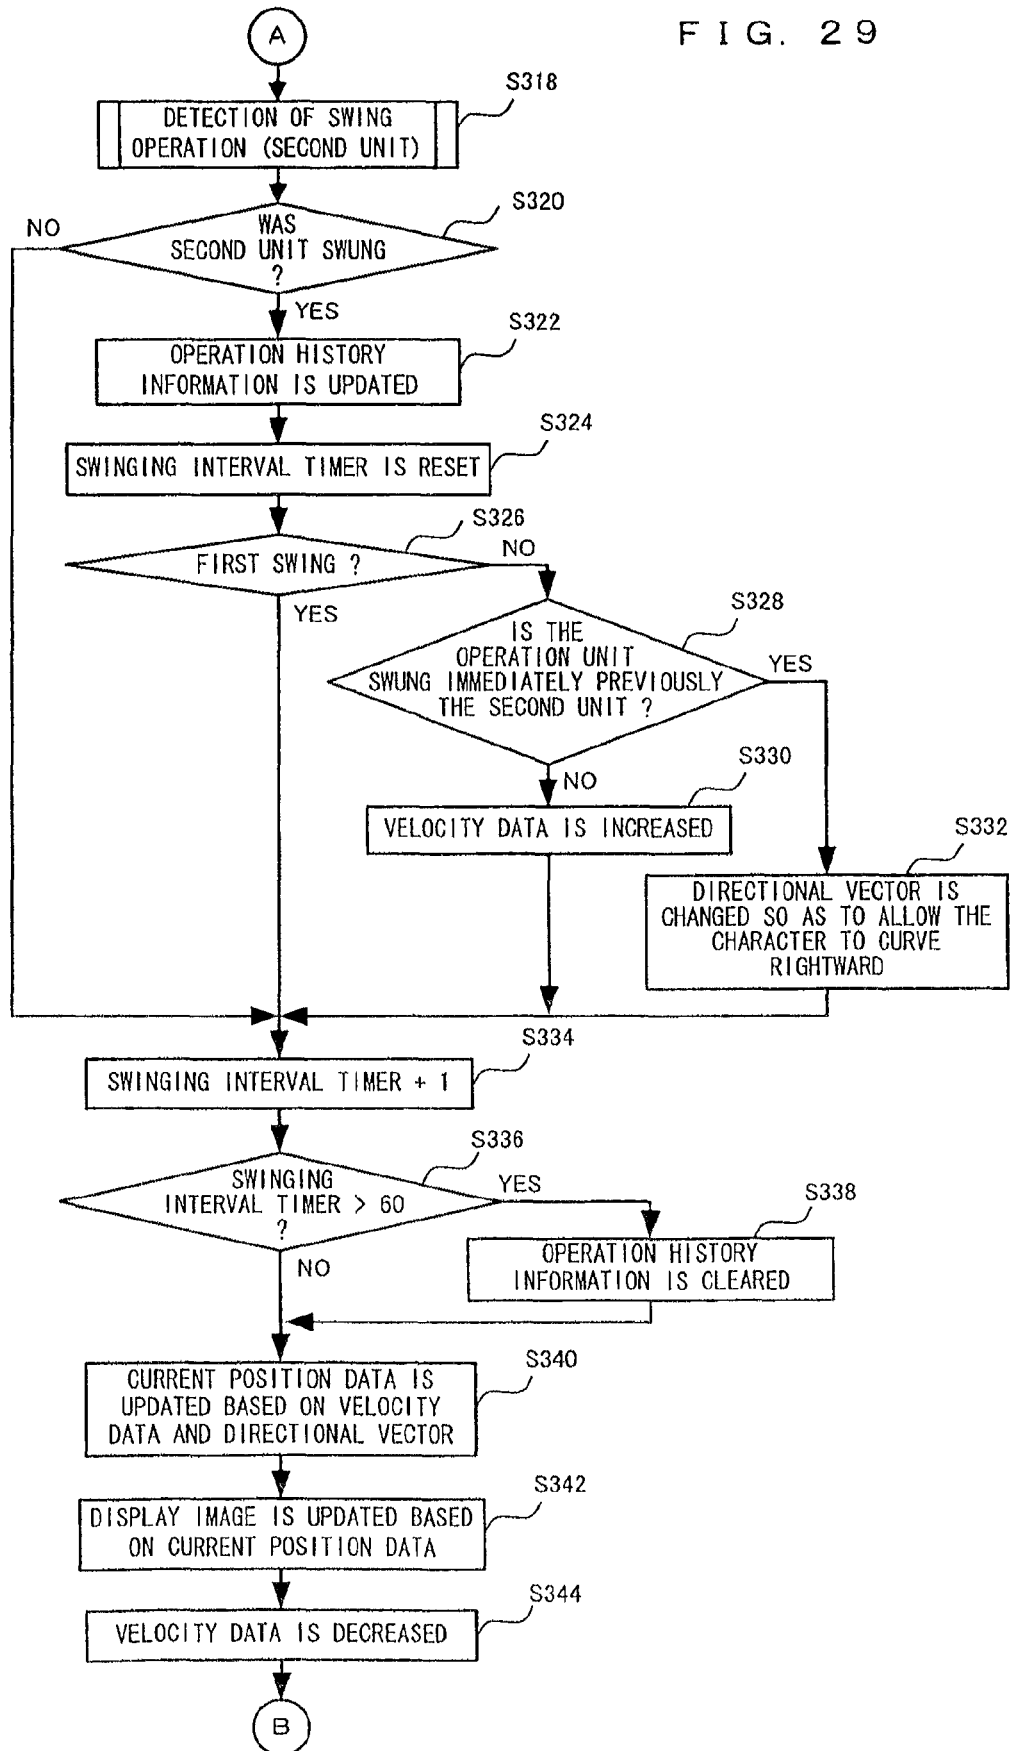 FIG. 29
A
S318
DETECTION OF SWING
OPERATION (SECOND UNIT)
S320
NO
WAS
SECOND UNIT SWUNG
?
YES
S322
OPERATION HISTORY
INFORMATION IS UPDATED
S324
SWINGING INTERVAL TIMER IS RESET
S326
FIRST SWING ?
NO
YES
S328
IS THE
OPERATION UNIT
SWUNG IMMEDIATELY PREVIOUSLY
THE SECOND UNIT ?
YES
NO
S330
VELOCITY DATA IS INCREASED
S332
DIRECTIONAL VECTOR IS
CHANGED SO AS TO ALLOW THE
CHARACTER TO CURVE
RIGHTWARD
S334
SWINGING INTERVAL TIMER + 1
S336
SWINGING
INTERVAL TIMER > 60
?
YES
NO
S338
OPERATION HISTORY
INFORMATION IS CLEARED
S340
CURRENT POSITION DATA IS
UPDATED BASED ON VELOCITY
DATA AND DIRECTIONAL VECTOR
S342
DISPLAY IMAGE IS UPDATED BASED
ON CURRENT POSITION DATA
S344
VELOCITY DATA IS DECREASED
B